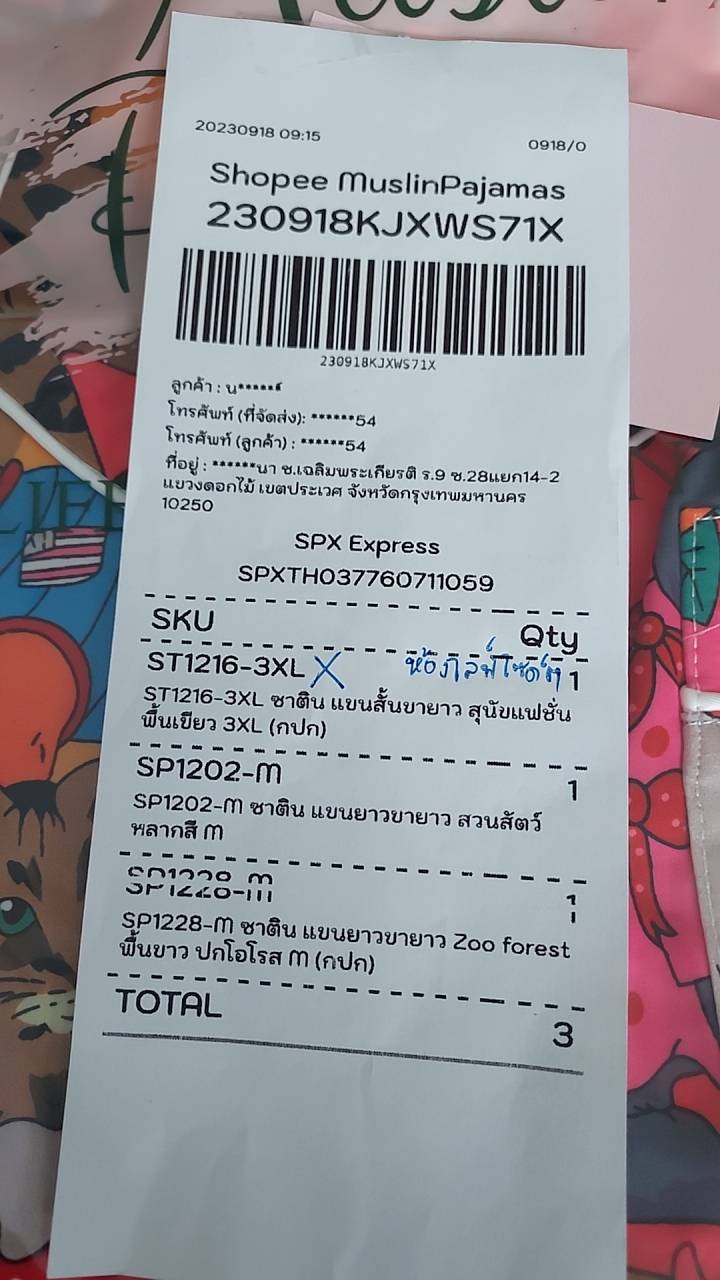 20230918 09:15
0918/0
Shopee MuslinPajamas
230918KJXWS71X
230918KJXWS71X
ลูกค้า : น******
โทรศัพท์ (ที่จัดส่ง): ******54
โทรศัพท์ (ลูกค้า) : ******54
ที่อยู่ : ******นา ซ.เฉลิมพระเกียรติ ร.9 ซ.28แยก14-2
แขวงดอกไม้ เขตประเวศ จังหวัดกรุงเทพมหานคร
10250
SPX Express
SPXTH037760711059
SKU Qty
ST1216-3XL X 1
ST1216-3XL ซาติน แขนสั้นขายาว สุนัขแฟชั่น
พื้นเขียว 3XL (กปก)
SP1202-M 1
SP1202-M ซาติน แขนยาวขายาว สวนสัตว์
หลากสี M
SP1228-M 1
SP1228-M ซาติน แขนยาวขายาว Zoo forest
พื้นขาว ปกโอโรส M (กปก)
TOTAL 3